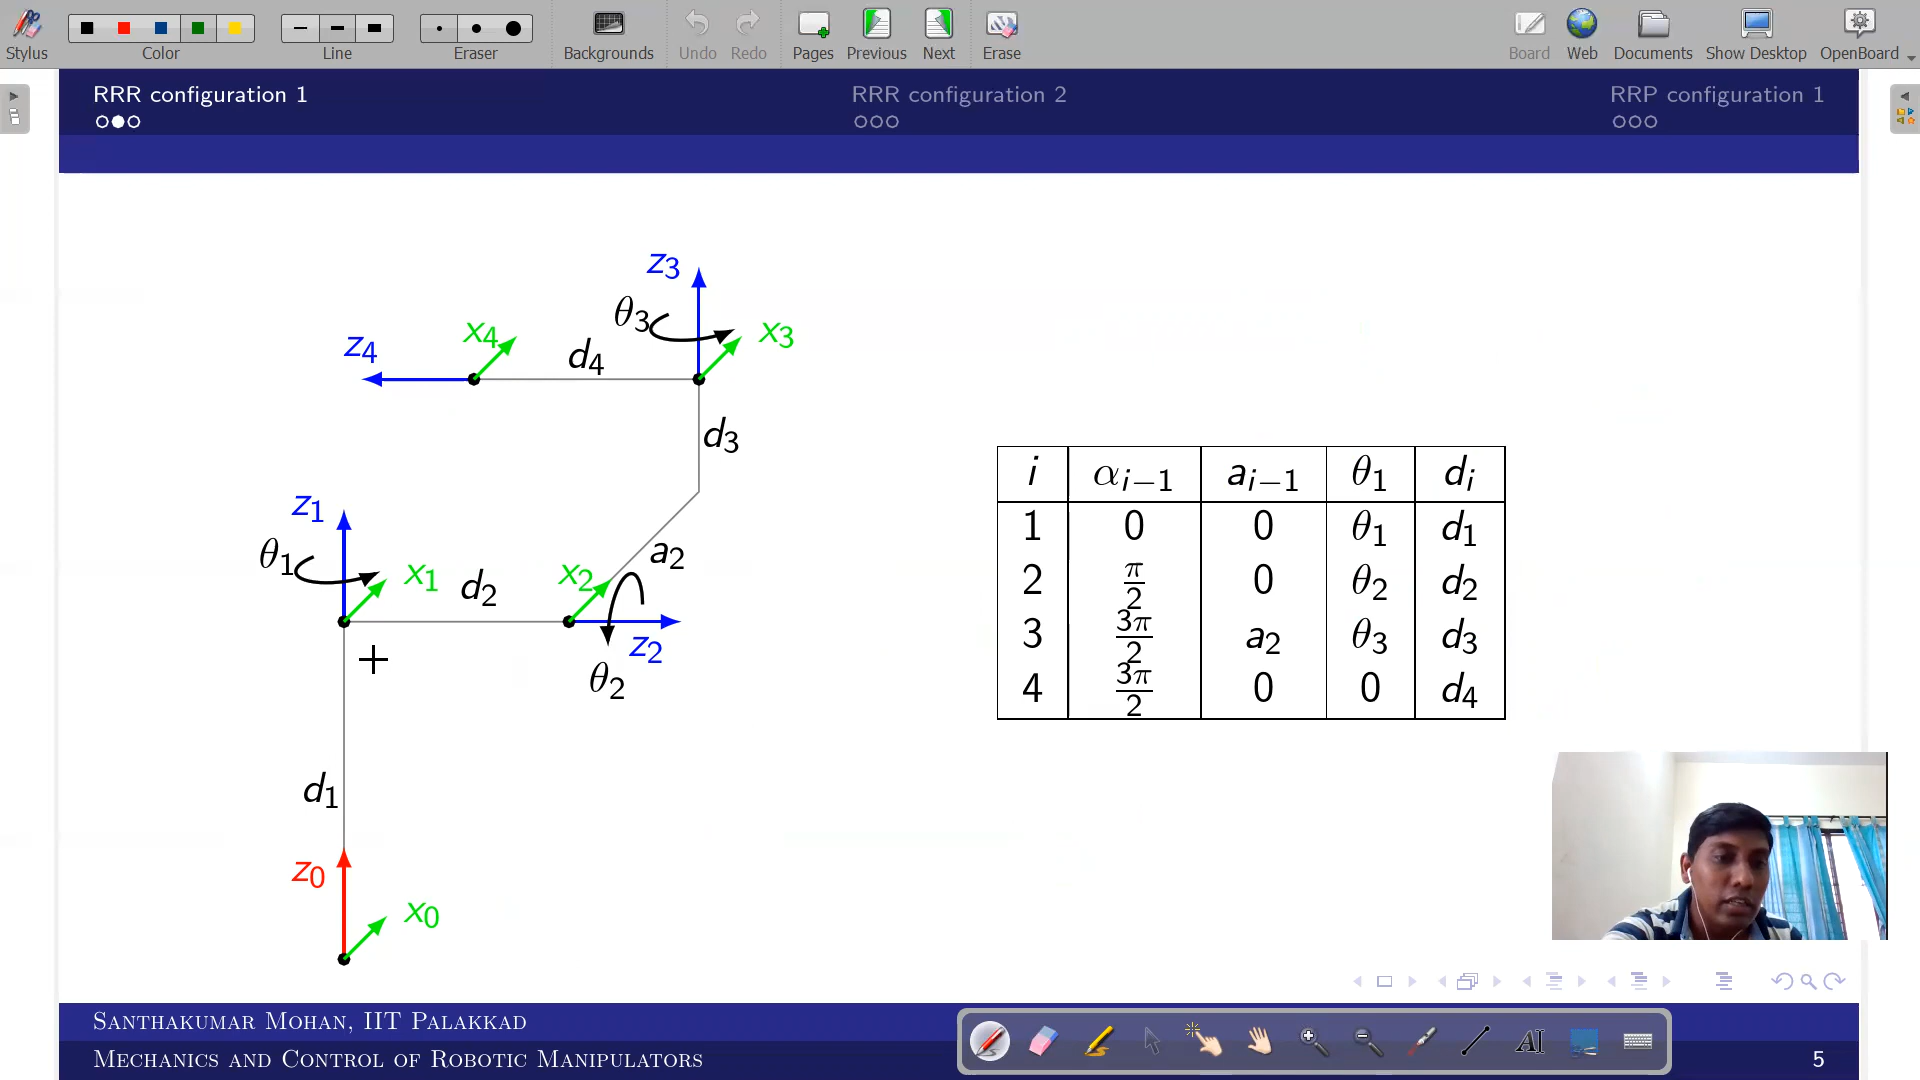 Stylus Color Line Eraser Backgrounds Undo Redo Pages Previous Next Erase Board Web Documents Show Desktop OpenBoard
RRR configuration 1 RRR configuration 2 RRP configuration 1
z3
θ3
x3
x4
z4
d4
d3
z1
θ1
x1
d2
x2
a2
z2
θ2
d1
z0
x0
i αi−1 ai−1 θ1 di
1 0 0 θ1 d1
2 π/2 0 θ2 d2
3 3π/2 a2 θ3 d3
4 3π/2 0 0 d4
Santhakumar Mohan, IIT Palakkad
Mechanics and Control of Robotic Manipulators 5